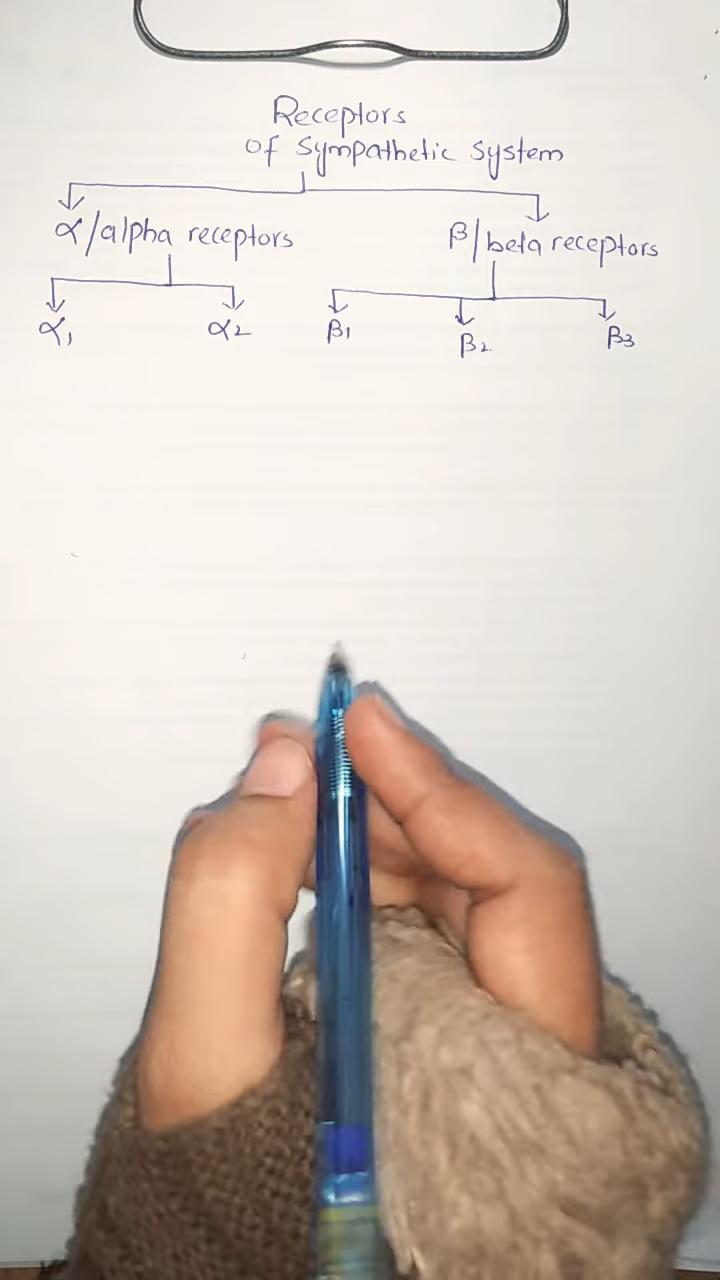 Receptors
of sympathetic system
α/alpha receptors β/beta receptors
α1 α2 β1 β2 β3